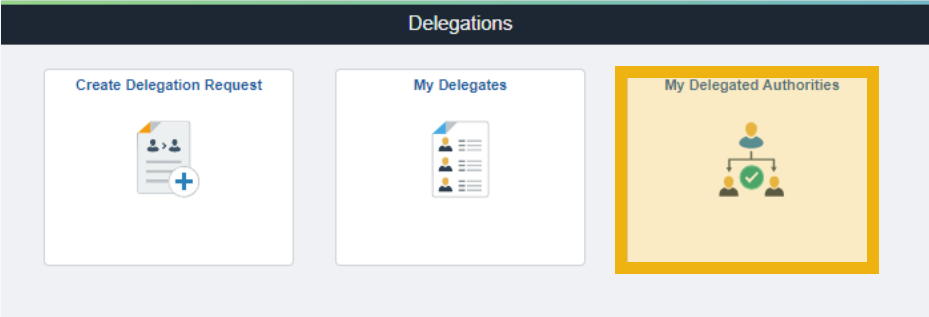 Delegations
Create Delegation Request
My Delegates
My Delegated Authorities